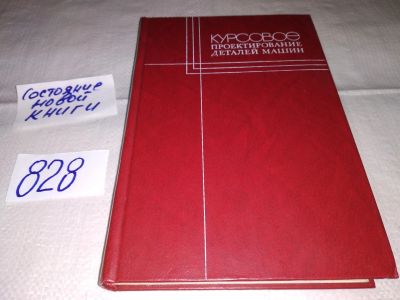 КУРСОВОЕ
ПРОЕКТИРОВАНИЕ
ДЕТАЛЕЙ МАШИН
Состояние
новой
книги
828